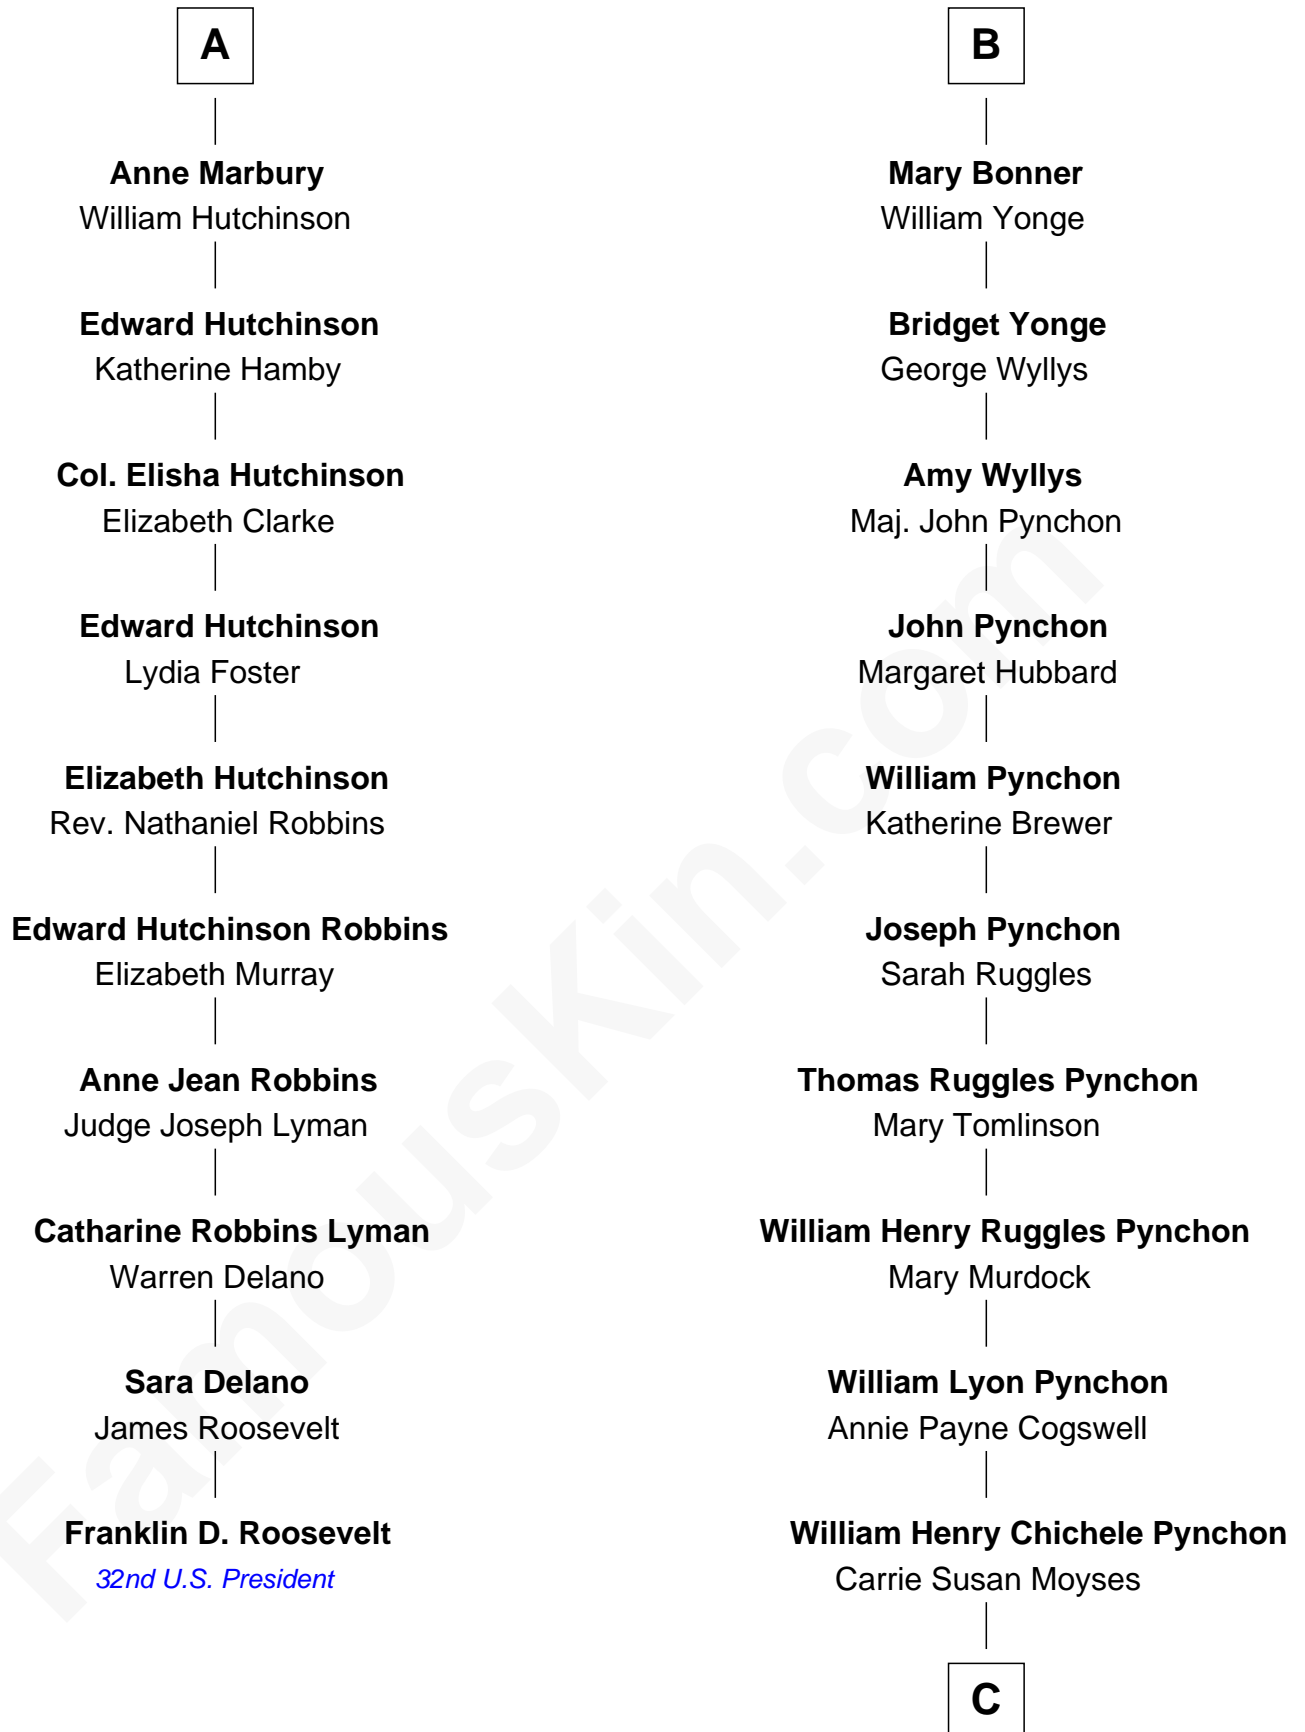 A
Anne Marbury
William Hutchinson
Edward Hutchinson
Katherine Hamby
Col. Elisha Hutchinson
Elizabeth Clarke
Edward Hutchinson
Lydia Foster
Elizabeth Hutchinson
Rev. Nathaniel Robbins
Edward Hutchinson Robbins
Elizabeth Murray
Anne Jean Robbins
Judge Joseph Lyman
Catharine Robbins Lyman
Warren Delano
Sara Delano
James Roosevelt
Franklin D. Roosevelt
32nd U.S. President
B
Mary Bonner
William Yonge
Bridget Yonge
George Wyllys
Amy Wyllys
Maj. John Pynchon
John Pynchon
Margaret Hubbard
William Pynchon
Katherine Brewer
Joseph Pynchon
Sarah Ruggles
Thomas Ruggles Pynchon
Mary Tomlinson
William Henry Ruggles Pynchon
Mary Murdock
William Lyon Pynchon
Annie Payne Cogswell
William Henry Chichele Pynchon
Carrie Susan Moyses
C
FamousKin.com